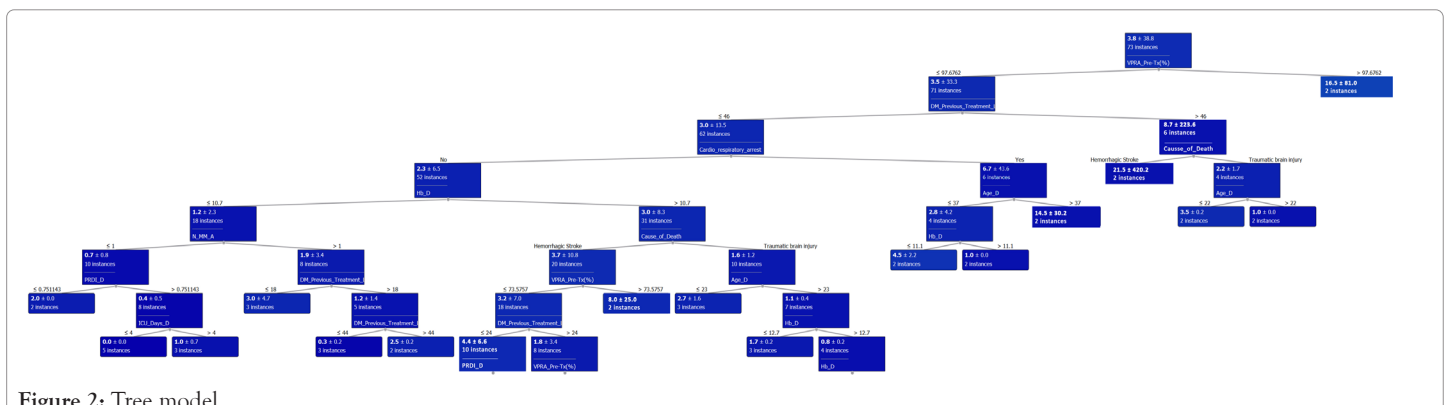 3.8 ± 38.8
73 instances
VPRA_Pre-Tx(%)
≤ 97.6762
> 97.6762
3.5 ± 33.3
71 instances
DM_Previous_Treatment_I
16.5 ± 81.0
2 instances
≤ 46
> 46
3.0 ± 13.5
62 instances
Cardio_respiratory_arrest
8.7 ± 223.6
6 instances
Causse_of_Death
No
Yes
Hemorrhagic Stroke
Traumatic brain injury
2.3 ± 6.5
52 instances
Hb_D
6.7 ± 43.6
6 instances
Age_D
21.5 ± 420.2
2 instances
2.2 ± 1.7
4 instances
Age_D
≤ 10.7
> 10.7
≤ 37
> 37
≤ 22
> 22
1.2 ± 2.3
18 instances
N_MM_A
3.0 ± 8.3
31 instances
Cause_of_Death
2.8 ± 4.2
4 instances
Hb_D
14.5 ± 30.2
2 instances
3.5 ± 0.2
2 instances
1.0 ± 0.0
2 instances
≤ 1
> 1
Hemorrhagic Stroke
Traumatic brain injury
≤ 11.1
> 11.1
0.7 ± 0.8
10 instances
PRDI_D
1.9 ± 3.4
8 instances
DM_Previous_Treatment_I
3.7 ± 10.8
20 instances
VPRA_Pre-Tx(%)
1.6 ± 1.2
10 instances
Age_D
4.5 ± 2.2
2 instances
1.0 ± 0.0
2 instances
≤ 0.751143
> 0.751143
≤ 18
> 18
≤ 73.5757
> 73.5757
≤ 23
> 23
2.0 ± 0.0
2 instances
0.4 ± 0.5
8 instances
ICU_Days_D
3.0 ± 4.7
3 instances
1.2 ± 1.4
5 instances
DM_Previous_Treatment_I
3.2 ± 7.0
18 instances
DM_Previous_Treatment_I
8.0 ± 25.0
2 instances
2.7 ± 1.6
3 instances
1.1 ± 0.4
7 instances
Hb_D
≤ 4
> 4
≤ 44
> 44
≤ 24
> 24
≤ 12.7
> 12.7
0.0 ± 0.0
5 instances
1.0 ± 0.7
3 instances
0.3 ± 0.2
3 instances
2.5 ± 0.2
2 instances
4.4 ± 6.6
10 instances
PRDI_D
1.8 ± 3.4
8 instances
VPRA_Pre-Tx(%)
1.7 ± 0.2
3 instances
0.8 ± 0.2
4 instances
Hb_D
Figure 2: Tree model